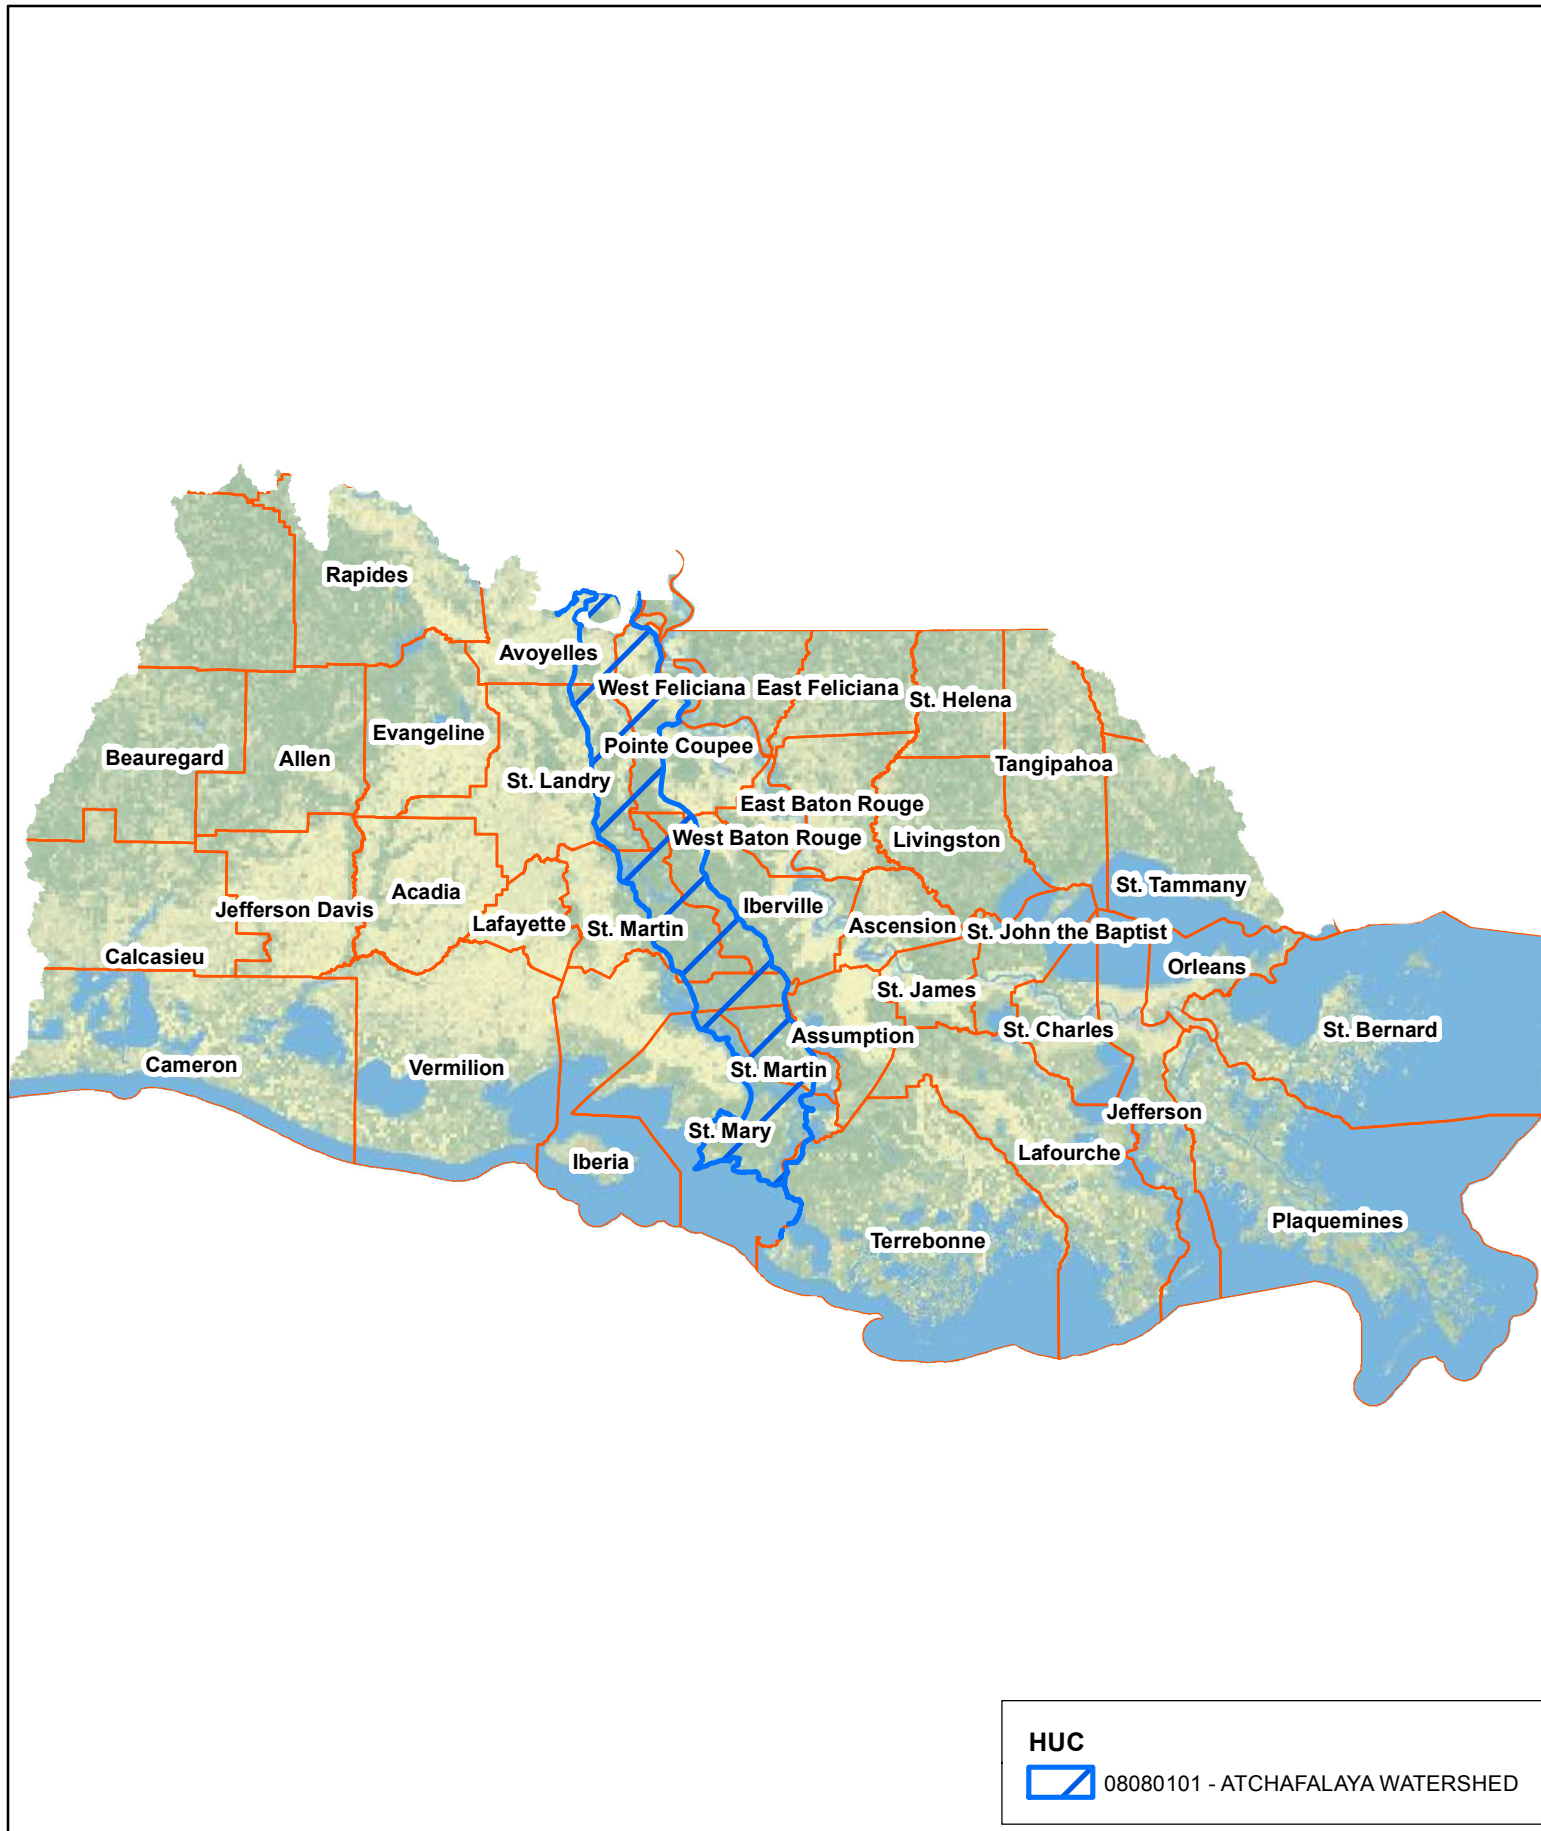 Rapides
Avoyelles
West Feliciana
East Feliciana
St. Helena
Evangeline
Pointe Coupee
Beauregard
Allen
Tangipahoa
St. Landry
East Baton Rouge
West Baton Rouge
Livingston
St. Tammany
Acadia
Jefferson Davis
Iberville
Lafayette
St. Martin
Ascension
St. John the Baptist
Calcasieu
Orleans
St. James
St. Charles
St. Bernard
Assumption
Cameron
Vermilion
St. Martin
Jefferson
St. Mary
Lafourche
Iberia
Plaquemines
Terrebonne
HUC
08080101 - ATCHAFALAYA WATERSHED